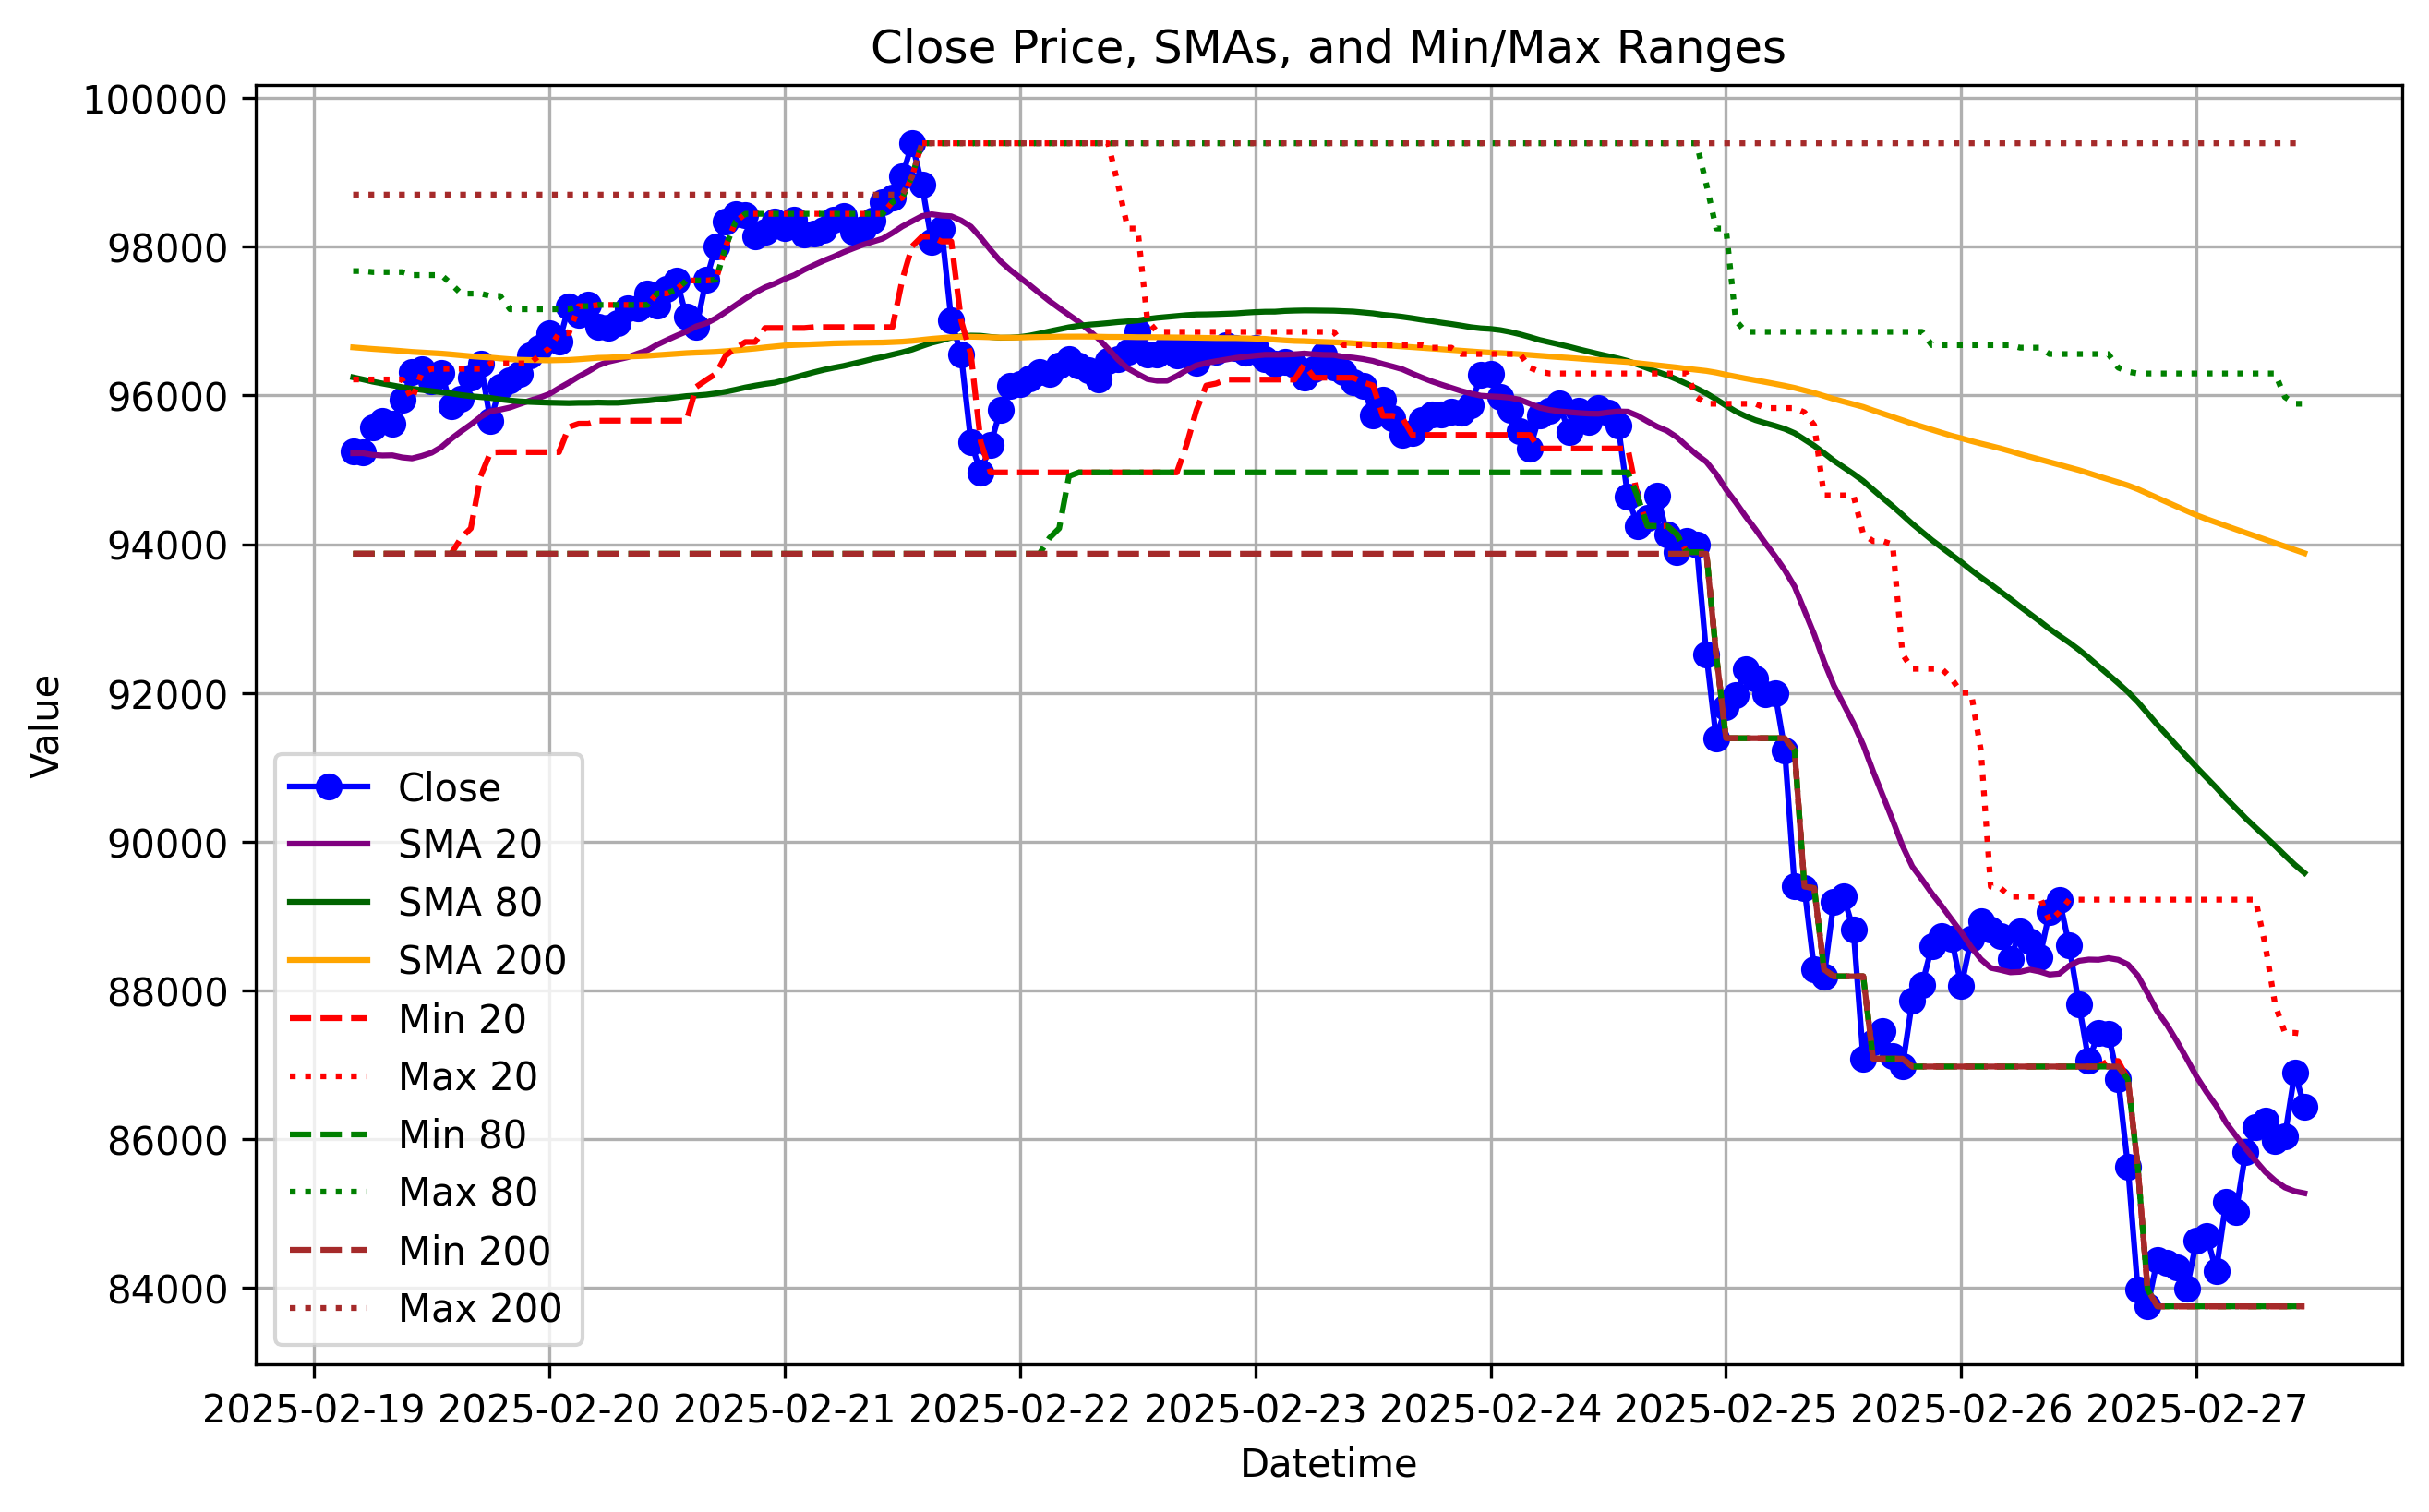 Close Price, SMAs, and Min/Max Ranges
100000
98000
96000
94000
92000
90000
88000
86000
84000
Value
Close
SMA 20
SMA 80
SMA 200
Min 20
Max 20
Min 80
Max 80
Min 200
Max 200
2025-02-19 2025-02-20 2025-02-21 2025-02-22 2025-02-23 2025-02-24 2025-02-25 2025-02-26 2025-02-27
Datetime